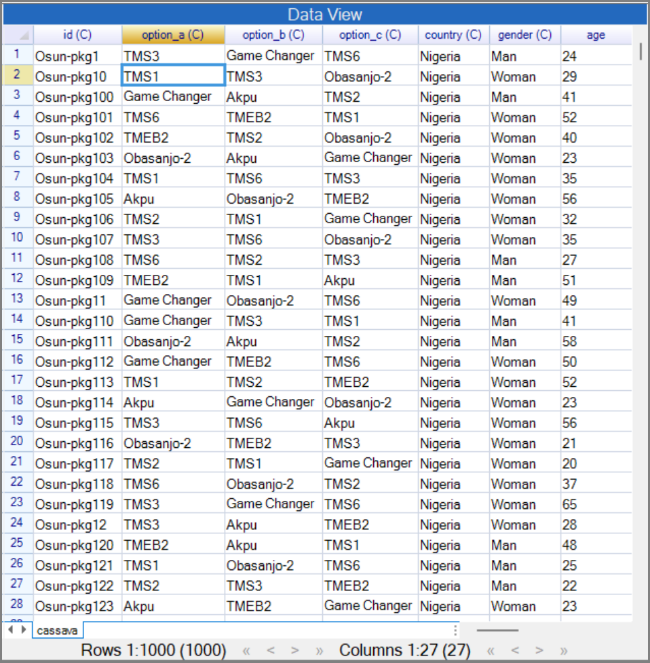 Data View
id (C) option_a (C) option_b (C) option_c (C) country (C) gender (C) age
1 Osun-pkg1 TMS3 Game Changer TMS6 Nigeria Man 24
2 Osun-pkg10 TMS1 TMS3 Obasanjo-2 Nigeria Woman 29
3 Osun-pkg100 Game Changer Akpu TMS2 Nigeria Man 41
4 Osun-pkg101 TMS6 TMEB2 TMS1 Nigeria Woman 52
5 Osun-pkg102 TMEB2 TMS2 Obasanjo-2 Nigeria Woman 40
6 Osun-pkg103 Obasanjo-2 Akpu Game Changer Nigeria Woman 23
7 Osun-pkg104 TMS1 TMS6 TMS3 Nigeria Woman 35
8 Osun-pkg105 Akpu Obasanjo-2 TMEB2 Nigeria Woman 56
9 Osun-pkg106 TMS2 TMS1 Game Changer Nigeria Woman 32
10 Osun-pkg107 TMS3 TMS6 Obasanjo-2 Nigeria Woman 35
11 Osun-pkg108 TMS6 TMS2 TMS3 Nigeria Man 27
12 Osun-pkg109 TMEB2 TMS1 Akpu Nigeria Man 51
13 Osun-pkg11 Game Changer Obasanjo-2 TMS6 Nigeria Woman 49
14 Osun-pkg110 Game Changer TMS3 TMS1 Nigeria Man 41
15 Osun-pkg111 Obasanjo-2 Akpu TMS2 Nigeria Man 58
16 Osun-pkg112 Game Changer TMEB2 TMS6 Nigeria Woman 50
17 Osun-pkg113 TMS1 TMS2 TMEB2 Nigeria Woman 52
18 Osun-pkg114 Akpu Game Changer Obasanjo-2 Nigeria Woman 23
19 Osun-pkg115 TMS3 TMS6 Akpu Nigeria Woman 56
20 Osun-pkg116 Obasanjo-2 TMEB2 TMS3 Nigeria Woman 21
21 Osun-pkg117 TMS2 TMS1 Game Changer Nigeria Woman 20
22 Osun-pkg118 TMS6 Obasanjo-2 TMS2 Nigeria Woman 37
23 Osun-pkg119 TMS3 Game Changer TMS6 Nigeria Woman 65
24 Osun-pkg12 TMS3 Akpu TMEB2 Nigeria Woman 28
25 Osun-pkg120 TMEB2 Akpu TMS1 Nigeria Man 48
26 Osun-pkg121 TMS1 Obasanjo-2 TMS6 Nigeria Man 25
27 Osun-pkg122 TMS2 TMS3 TMEB2 Nigeria Man 22
28 Osun-pkg123 Akpu TMEB2 Game Changer Nigeria Woman 23
cassava
Rows 1:1000 (1000) « < > » Columns 1:27 (27) « < > »